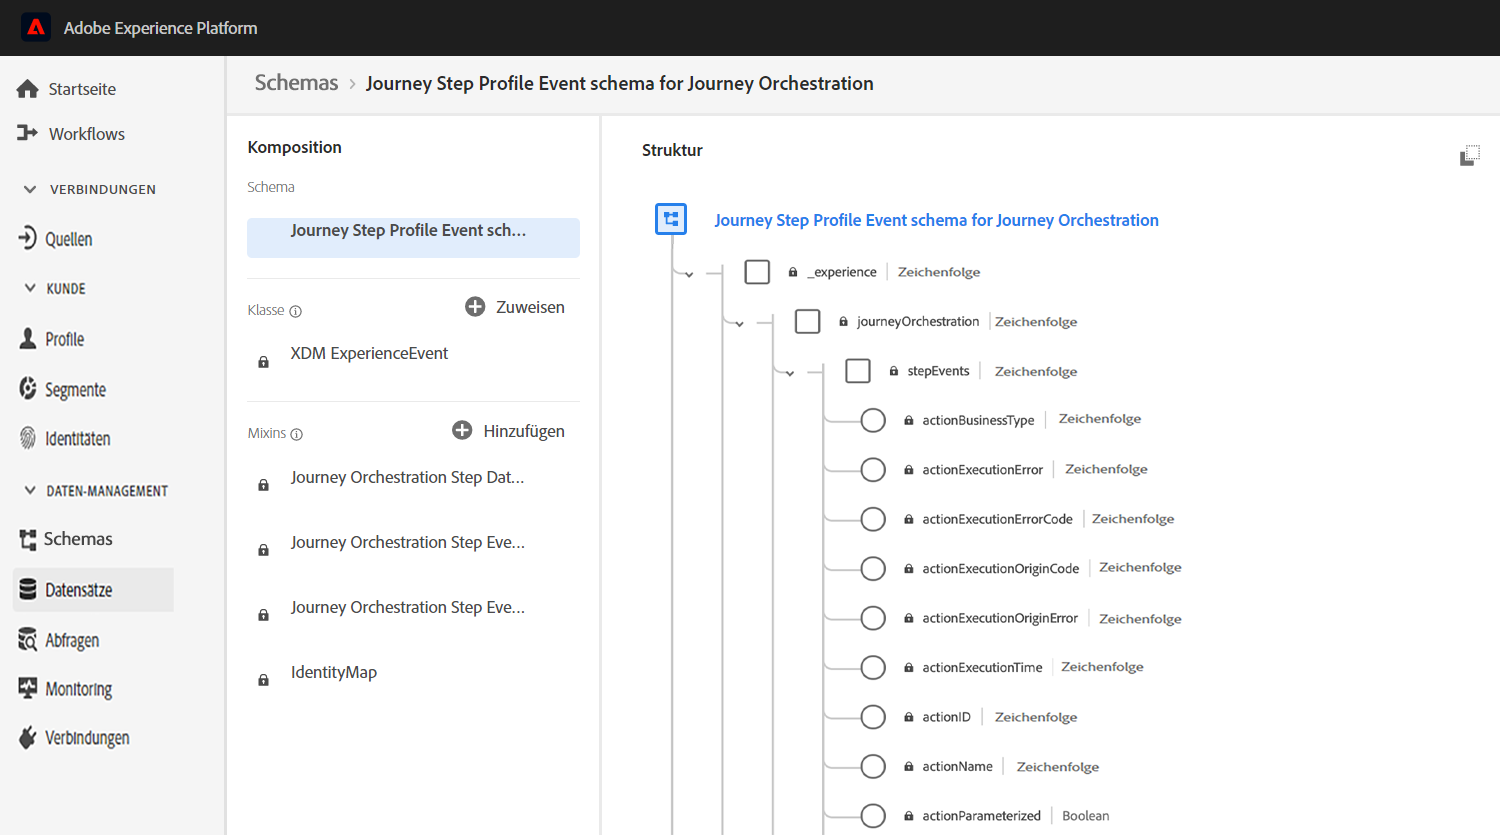 Adobe Experience Platform
Startseite
Workflows
VERBINDUNGEN
Quellen
KUNDE
Profile
Segmente
Identitäten
DATEN-MANAGEMENT
Schemas
Datensätze
Abfragen
Monitoring
Verbindungen
Schemas › Journey Step Profile Event schema for Journey Orchestration
Komposition
Schema
Journey Step Profile Event sch...
Klasse
Zuweisen
XDM ExperienceEvent
Mixins
Hinzufügen
Journey Orchestration Step Dat...
Journey Orchestration Step Eve...
Journey Orchestration Step Eve...
IdentityMap
Struktur
Journey Step Profile Event schema for Journey Orchestration
_experience | Zeichenfolge
journeyOrchestration | Zeichenfolge
stepEvents | Zeichenfolge
actionBusinessType | Zeichenfolge
actionExecutionError | Zeichenfolge
actionExecutionErrorCode | Zeichenfolge
actionExecutionOriginCode | Zeichenfolge
actionExecutionOriginError | Zeichenfolge
actionExecutionTime | Zeichenfolge
actionID | Zeichenfolge
actionName | Zeichenfolge
actionParameterized | Boolean